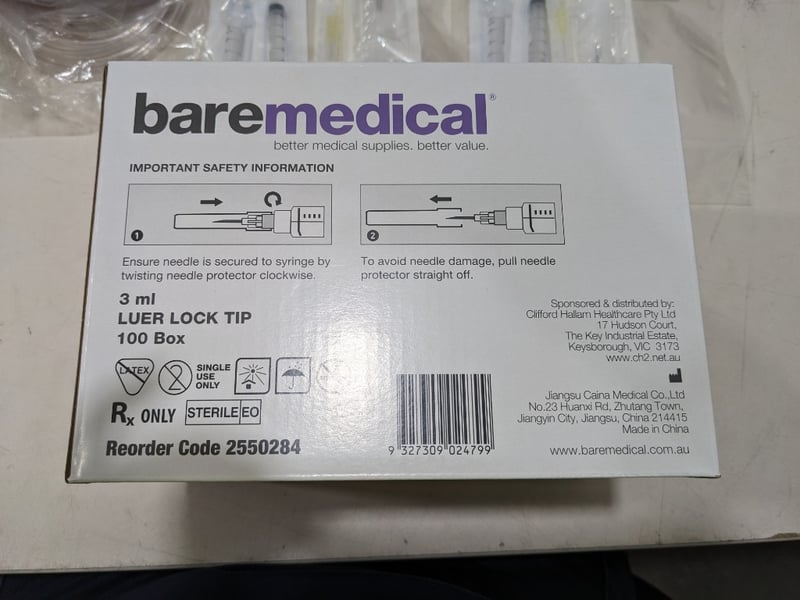 baremedical®
better medical supplies. better value.
IMPORTANT SAFETY INFORMATION
1
2
Ensure needle is secured to syringe by
twisting needle protector clockwise.
To avoid needle damage, pull needle
protector straight off.
3 ml
LUER LOCK TIP
100 Box
LATEX
2
SINGLE
USE
ONLY
Rx ONLY
STERILE EO
Reorder Code 2550284
9 327309 024799
Sponsored & distributed by:
Clifford Hallam Healthcare Pty Ltd
17 Hudson Court,
The Key Industrial Estate,
Keysborough, VIC 3173
www.ch2.net.au
Jiangsu Caina Medical Co.,Ltd
No.23 Huanxi Rd, Zhutang Town,
Jiangyin City, Jiangsu, China 214415
Made in China
www.baremedical.com.au